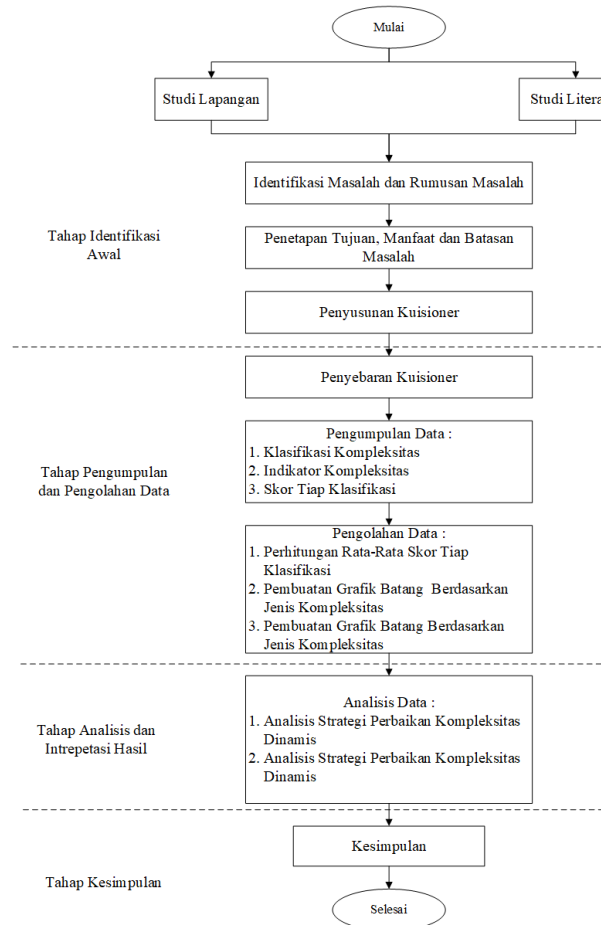 Mulai
Studi Lapangan
Studi Litera
Identifikasi Masalah dan Rumusan Masalah
Tahap Identifikasi
Awal
Penetapan Tujuan, Manfaat dan Batasan
Masalah
Penyusunan Kuisioner
Penyebaran Kuisioner
Tahap Pengumpulan
dan Pengolahan Data
Pengumpulan Data :
1. Klasifikasi Kompleksitas
2. Indikator Kompleksitas
3. Skor Tiap Klasifikasi
Pengolahan Data :
1. Perhitungan Rata-Rata Skor Tiap
Klasifikasi
2. Pembuatan Grafik Batang Berdasarkan
Jenis Kompleksitas
3. Pembuatan Grafik Batang Berdasarkan
Jenis Kompleksitas
Tahap Analisis dan
Intrepetasi Hasil
Analisis Data :
1. Analisis Strategi Perbaikan Kompleksitas
Dinamis
2. Analisis Strategi Perbaikan Kompleksitas
Dinamis
Kesimpulan
Tahap Kesimpulan
Selesai